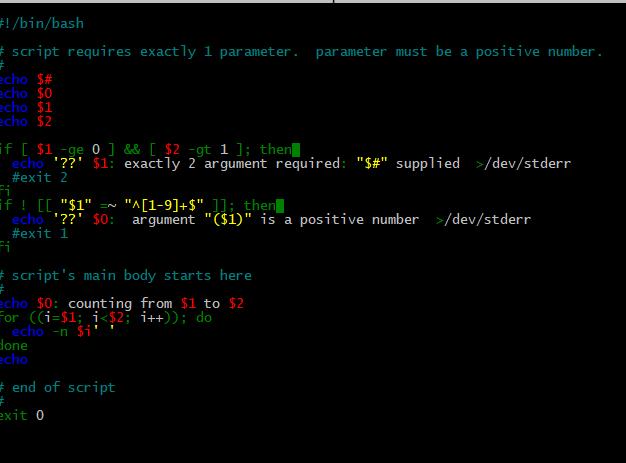 #!/bin/bash
# script requires exactly 1 parameter.  parameter must be a positive number.
#
echo $#
echo $0
echo $1
echo $2
if [ $1 -ge 0 ] && [ $2 -gt 1 ]; then
  echo '??' $1: exactly 2 argument required: "$#" supplied  >/dev/stderr
  #exit 2
fi
if ! [[ "$1" =~ "^[1-9]+$" ]]; then
  echo '??' $0:  argument "($1)" is a positive number  >/dev/stderr
  #exit 1
fi
# script's main body starts here
#
echo $0: counting from $1 to $2
for ((i=$1; i<$2; i++)); do
  echo -n $i' '
done
echo
# end of script
#
exit 0